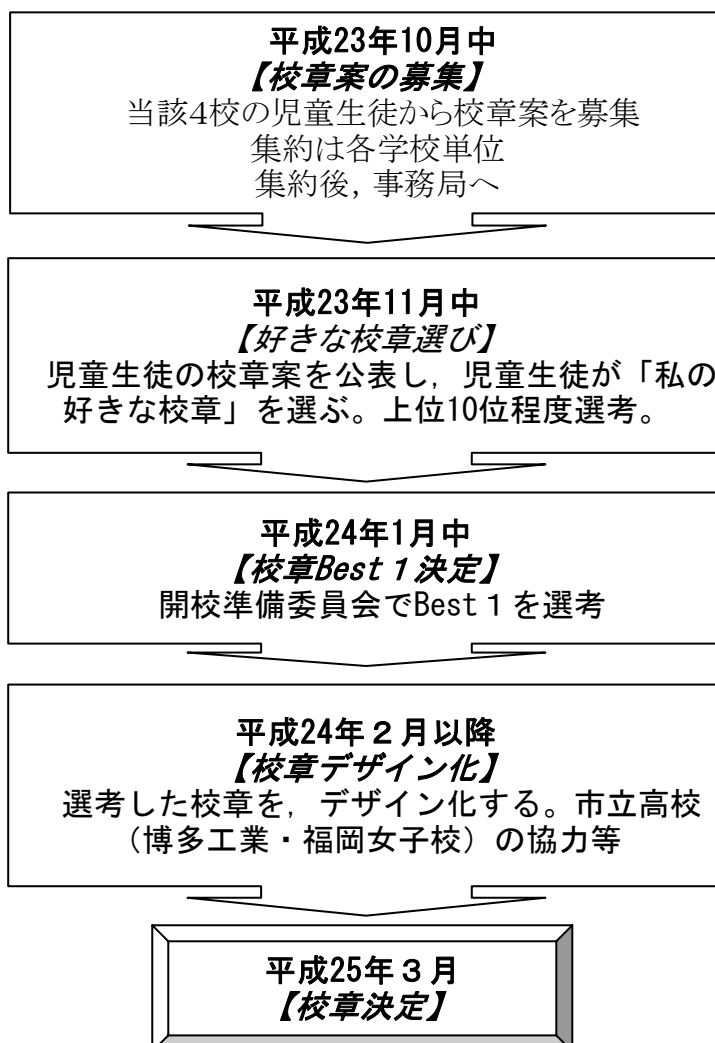 平成23年10月中
【校章案の募集】
当該4校の児童生徒から校章案を募集
集約は各学校単位
集約後，事務局へ
平成23年11月中
【好きな校章選び】
児童生徒の校章案を公表し，児童生徒が「私の
好きな校章」を選ぶ。上位10位程度選考。
平成24年1月中
【校章Best１決定】
開校準備委員会でBest１を選考
平成24年２月以降
【校章デザイン化】
選考した校章を，デザイン化する。市立高校
（博多工業・福岡女子校）の協力等
平成25年３月
【校章決定】